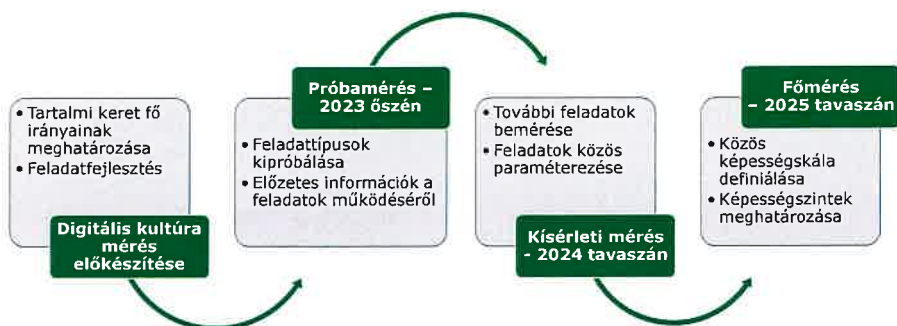 • Tartalmi keret fő
irányainak
meghatározása
• Feladatfejlesztés
Digitális kultúra
mérés
előkészítése
Próbamérés –
2023 őszén
• Feladattípusok
kipróbálása
• Előzetes információk a
feladatok működéséről
• További feladatok
bemérése
• Feladatok közös
paraméterezése
Kísérleti mérés
- 2024 tavaszán
Főmérés
– 2025 tavaszán
• Közös
képességskála
definiálása
• Képességszintek
meghatározása